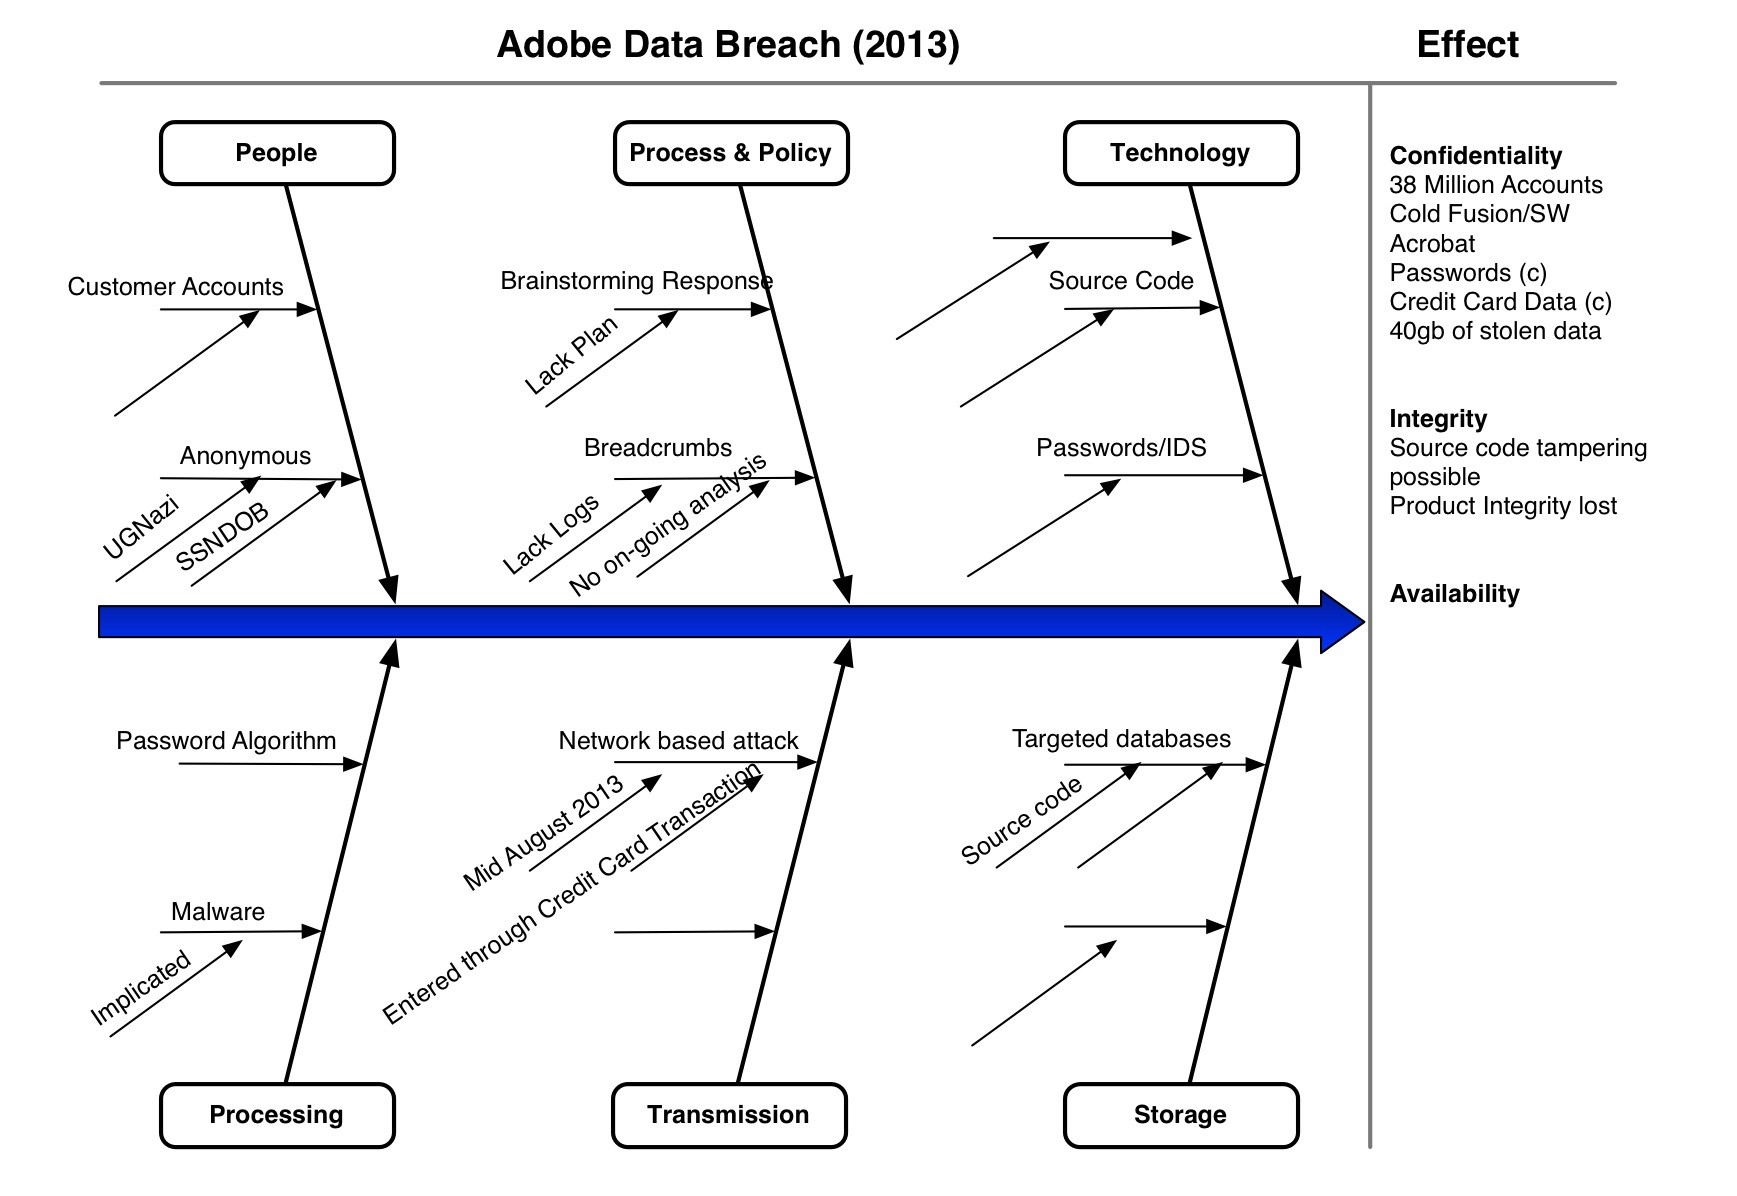 Adobe Data Breach (2013)
Effect
People
Process & Policy
Technology
Customer Accounts
Brainstorming Response
Lack Plan
Source Code
Anonymous
UGNazi
SSNDOB
Breadcrumbs
Lack Logs
No on-going analysis
Passwords/IDS
Password Algorithm
Network based attack
Mid August 2013
Entered through Credit Card Transaction
Targeted databases
Source code
Malware
Implicated
Processing
Transmission
Storage
Confidentiality
38 Million Accounts
Cold Fusion/SW
Acrobat
Passwords (c)
Credit Card Data (c)
40gb of stolen data
Integrity
Source code tampering
possible
Product Integrity lost
Availability